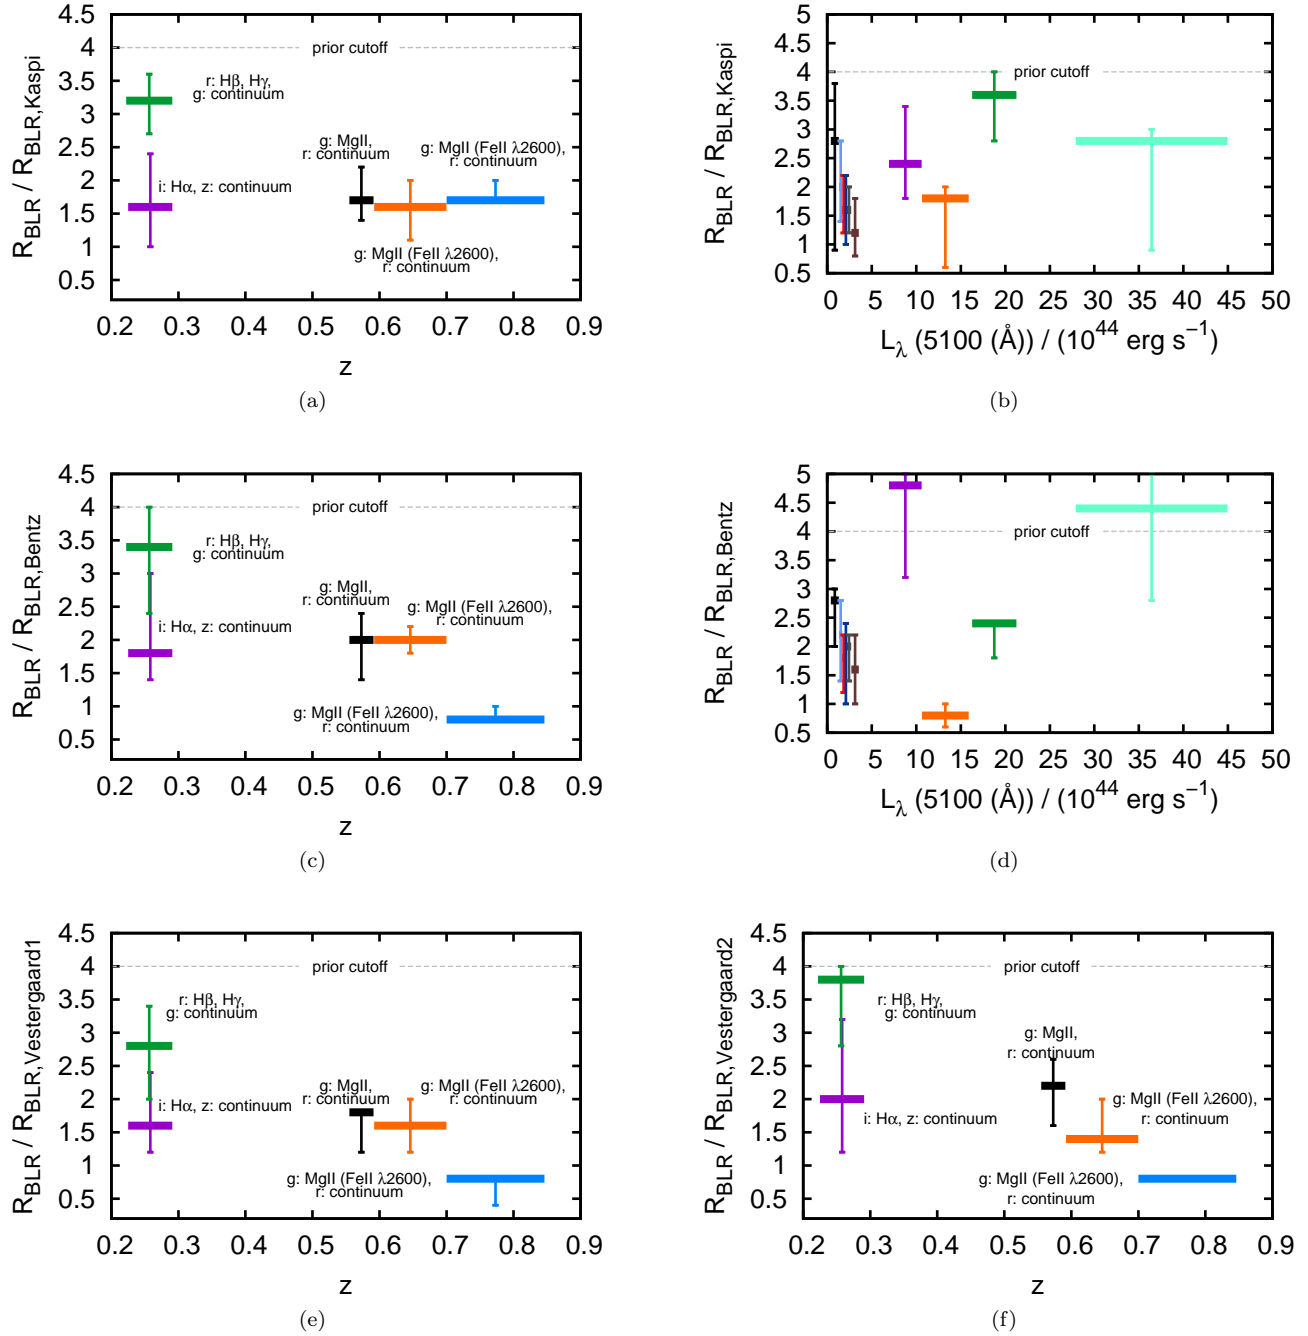 4.5
4
3.5
3
2.5
2
1.5
1
0.5
R_BLR / R_BLR,Kaspi
prior cutoff
r: Hβ, Hγ,
g: continuum
i: Hα, z: continuum
g: MgII,
r: continuum
g: MgII (FeII λ2600),
r: continuum
g: MgII (FeII λ2600),
r: continuum
0.2 0.3 0.4 0.5 0.6 0.7 0.8 0.9
z
(a)
5
4.5
4
3.5
3
2.5
2
1.5
1
0.5
R_BLR / R_BLR,Kaspi
prior cutoff
0 5 10 15 20 25 30 35 40 45 50
L_λ (5100 (Å)) / (10^44 erg s^−1)
(b)
4.5
4
3.5
3
2.5
2
1.5
1
0.5
R_BLR / R_BLR,Bentz
prior cutoff
r: Hβ, Hγ,
g: continuum
i: Hα, z: continuum
g: MgII,
r: continuum
g: MgII (FeII λ2600),
r: continuum
g: MgII (FeII λ2600),
r: continuum
0.2 0.3 0.4 0.5 0.6 0.7 0.8 0.9
z
(c)
5
4.5
4
3.5
3
2.5
2
1.5
1
0.5
R_BLR / R_BLR,Bentz
prior cutoff
0 5 10 15 20 25 30 35 40 45 50
L_λ (5100 (Å)) / (10^44 erg s^−1)
(d)
4.5
4
3.5
3
2.5
2
1.5
1
0.5
R_BLR / R_BLR,Vestergaard1
prior cutoff
r: Hβ, Hγ,
g: continuum
i: Hα, z: continuum
g: MgII,
r: continuum
g: MgII (FeII λ2600),
r: continuum
g: MgII (FeII λ2600),
r: continuum
0.2 0.3 0.4 0.5 0.6 0.7 0.8 0.9
z
(e)
4.5
4
3.5
3
2.5
2
1.5
1
0.5
R_BLR / R_BLR,Vestergaard2
prior cutoff
r: Hβ, Hγ,
g: continuum
i: Hα, z: continuum
g: MgII,
r: continuum
g: MgII (FeII λ2600),
r: continuum
g: MgII (FeII λ2600),
r: continuum
0.2 0.3 0.4 0.5 0.6 0.7 0.8 0.9
z
(f)